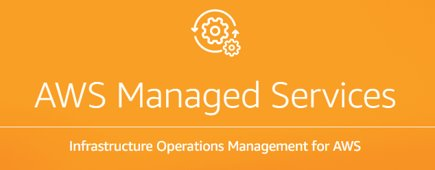 AWS Managed Services
Infrastructure Operations Management for AWS